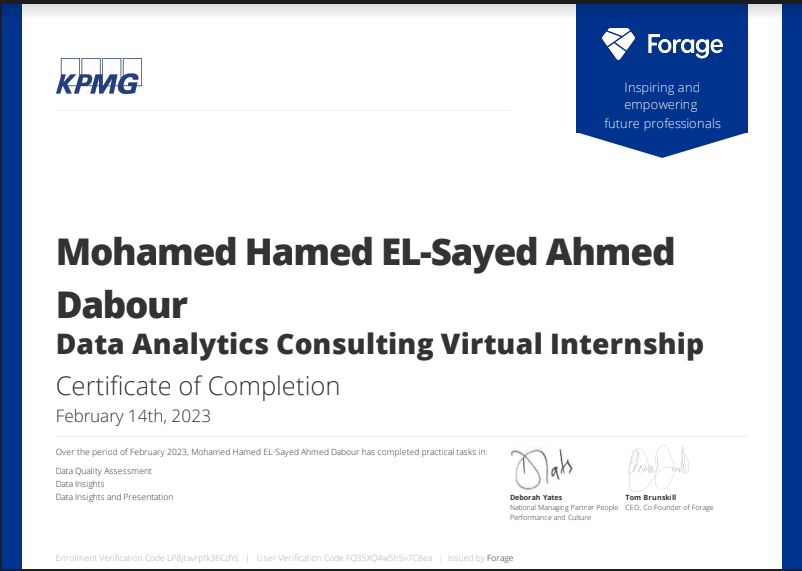 KPMG
Forage
Inspiring and
empowering
future professionals
Mohamed Hamed EL-Sayed Ahmed
Dabour
Data Analytics Consulting Virtual Internship
Certificate of Completion
February 14th, 2023
Over the period of February 2023, Mohamed Hamed EL-Sayed Ahmed Dabour has completed practical tasks in:
Data Quality Assessment
Data Insights
Data Insights and Presentation
Deborah Yates
National Managing Partner People
Performance and Culture
Tom Brunskill
CEO, Co-Founder of Forage
Enrolment Verification Code LP8jtavrpfk36CdYs | User Verification Code FQ35XQ4w5hSv7C8ea | Issued by Forage